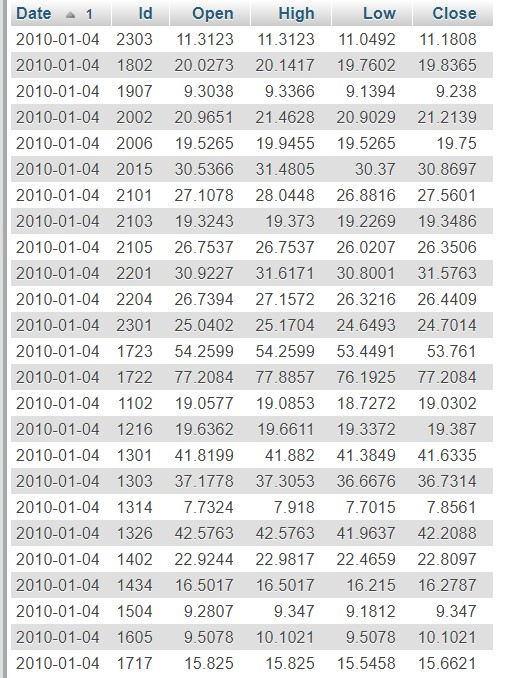 Date 1 Id Open High Low Close
2010-01-04 2303 11.3123 11.3123 11.0492 11.1808
2010-01-04 1802 20.0273 20.1417 19.7602 19.8365
2010-01-04 1907 9.3038 9.3366 9.1394 9.238
2010-01-04 2002 20.9651 21.4628 20.9029 21.2139
2010-01-04 2006 19.5265 19.9455 19.5265 19.75
2010-01-04 2015 30.5366 31.4805 30.37 30.8697
2010-01-04 2101 27.1078 28.0448 26.8816 27.5601
2010-01-04 2103 19.3243 19.373 19.2269 19.3486
2010-01-04 2105 26.7537 26.7537 26.0207 26.3506
2010-01-04 2201 30.9227 31.6171 30.8001 31.5763
2010-01-04 2204 26.7394 27.1572 26.3216 26.4409
2010-01-04 2301 25.0402 25.1704 24.6493 24.7014
2010-01-04 1723 54.2599 54.2599 53.4491 53.761
2010-01-04 1722 77.2084 77.8857 76.1925 77.2084
2010-01-04 1102 19.0577 19.0853 18.7272 19.0302
2010-01-04 1216 19.6362 19.6611 19.3372 19.387
2010-01-04 1301 41.8199 41.882 41.3849 41.6335
2010-01-04 1303 37.1778 37.3053 36.6676 36.7314
2010-01-04 1314 7.7324 7.918 7.7015 7.8561
2010-01-04 1326 42.5763 42.5763 41.9637 42.2088
2010-01-04 1402 22.9244 22.9817 22.4659 22.8097
2010-01-04 1434 16.5017 16.5017 16.215 16.2787
2010-01-04 1504 9.2807 9.347 9.1812 9.347
2010-01-04 1605 9.5078 10.1021 9.5078 10.1021
2010-01-04 1717 15.825 15.825 15.5458 15.6621